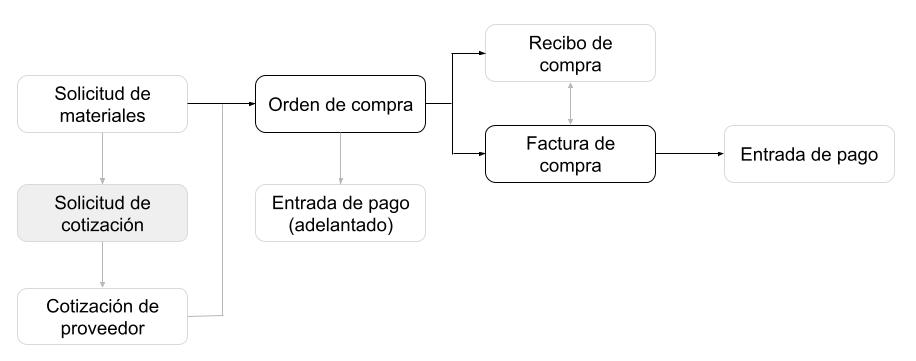 Recibo de
compra
Solicitud de
materiales
Orden de compra
Factura de
compra
Entrada de pago
Solicitud de
cotización
Entrada de pago
(adelantado)
Cotización de
proveedor